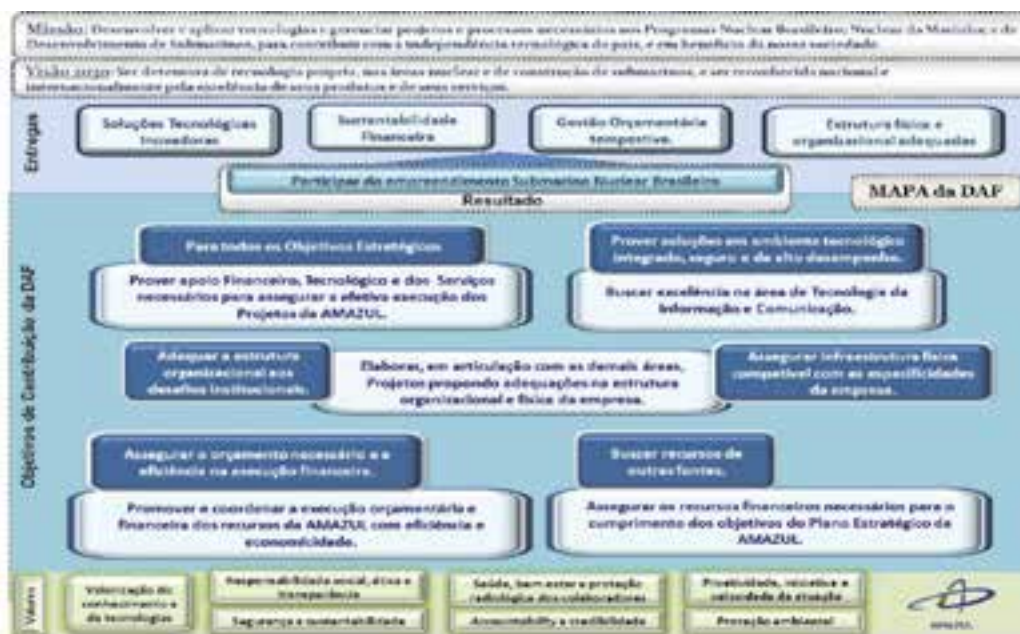 Missão: Desenvolver e aplicar tecnologias e gerenciar projetos e processos necessários aos Programas Nuclear Brasileiro; Nuclear da Marinha; e de
Desenvolvimento de Submarinos, para contribuir com a independência tecnológica do país, e em benefício da nossa sociedade.
Ser detentora de tecnologia própria, nas áreas nuclear e de construção de submarinos, e ser reconhecida nacional e
internacionalmente pela excelência de seus produtos e de seus serviços.
Entregas
Soluções Tecnológicas
Inovadoras
Sustentabilidade
Financeira
Gestão Orçamentária
tempestiva.
Estrutura física e
organizacional adequadas
Participar do empreendimento Submarino Nuclear Brasileiro
Resultado
MAPA da DAF
Objetivos de Contribuição da DAF
Para todos os Objetivos Estratégicos
Prover apoio Financeiro, Tecnológico e dos Serviços
necessários para assegurar a efetiva execução dos
Projetos da AMAZUL.
Prover soluções em ambiente tecnológico
integrado, seguro e de alto desempenho.
Buscar excelência na área de Tecnologia da
Informação e Comunicação.
Adequar a estrutura
organizacional aos
desafios institucionais.
Elaborar, em articulação com as demais áreas,
Projetos propondo adequações na estrutura
organizacional e física da empresa.
Assegurar infraestrutura física
compatível com as especificidades
da empresa.
Assegurar o orçamento necessário e a
eficiência na execução financeira.
Promover e coordenar a execução orçamentária e
financeira dos recursos da AMAZUL com eficiência e
economicidade.
Buscar recursos de
outras fontes.
Assegurar os recursos financeiros necessários para o
cumprimento dos objetivos do Plano Estratégico da
AMAZUL.
Valores
Valorização do
conhecimento e
da tecnologias
Responsabilidade social, ética e
transparência
Segurança e sustentabilidade
Saúde, bem estar e proteção
radiológica dos colaboradores
Accountability e credibilidade
Proatividade, iniciativa e
velocidade da atuação
Proteção ambiental
AMAZUL